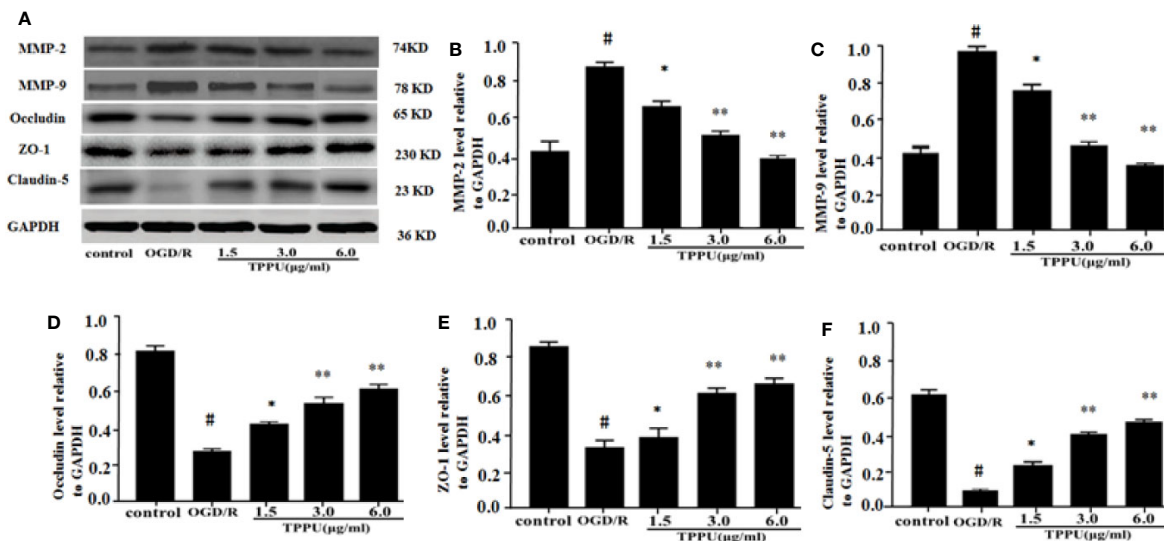 A
MMP-2
74KD
MMP-9
78 KD
Occludin
65 KD
ZO-1
230 KD
Claudin-5
23 KD
GAPDH
36 KD
control OGD/R 1.5 3.0 6.0
TPPU(μg/ml)
B
MMP-2 level relative
to GAPDH
1.0
0.8
0.6
0.4
0.2
0.0
#
*
**
**
control OGD/R 1.5 3.0 6.0
TPPU(μg/ml)
C
MMP-9 level relative
to GAPDH
1.0
0.8
0.6
0.4
0.2
0.0
#
*
**
**
control OGD/R 1.5 3.0 6.0
TPPU(μg/ml)
D
Occludin level relative
to GAPDH
1.0
0.8
0.6
0.4
0.2
0.0
#
*
**
**
control OGD/R 1.5 3.0 6.0
TPPU(μg/ml)
E
ZO-1 level relative
to GAPDH
1.0
0.8
0.6
0.4
0.2
0.0
#
*
**
**
control OGD/R 1.5 3.0 6.0
TPPU(μg/ml)
F
Claudin-5 level relative
to GAPDH
1.0
0.8
0.6
0.4
0.2
0.0
#
*
**
**
control OGD/R 1.5 3.0 6.0
TPPU(μg/ml)